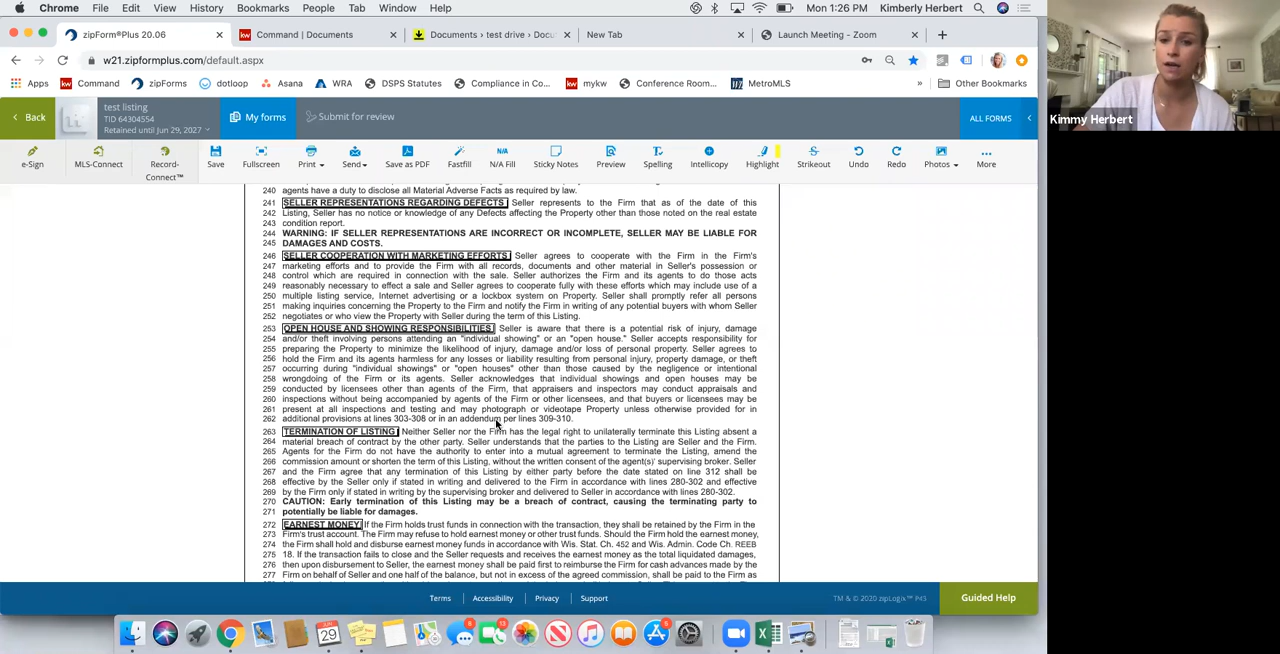 Chrome File Edit View History Bookmarks People Tab Window Help Mon 1:26 PM Kimberly Herbert
zipForm®Plus 20.06 Command | Documents Documents › test drive › Docu New Tab Launch Meeting - Zoom
w21.zipformplus.com/default.aspx
Apps Command zipForms dotloop Asana WRA DSPS Statutes Compliance in Co... mykw Conference Room... MetroMLS » Other Bookmarks
Back
test listing
TID 64304554
Retained until Jun 29, 2027
My forms
Submit for review
ALL FORMS
e-Sign MLS-Connect Record-Connect™ Save Fullscreen Print Send Save as PDF Fastfill N/A Fill Sticky Notes Preview Spelling Intellicopy Highlight Strikeout Undo Redo Photos More
240 agents have a duty to disclose all Material Adverse Facts as required by law.
241 SELLER REPRESENTATIONS REGARDING DEFECTS Seller represents to the Firm that as of the date of this
242 Listing, Seller has no notice or knowledge of any Defects affecting the Property other than those noted on the real estate
243 condition report.
244 WARNING: IF SELLER REPRESENTATIONS ARE INCORRECT OR INCOMPLETE, SELLER MAY BE LIABLE FOR
245 DAMAGES AND COSTS.
246 SELLER COOPERATION WITH MARKETING EFFORTS Seller agrees to cooperate with the Firm in the Firm's
247 marketing efforts and to provide the Firm with all records, documents and other material in Seller's possession or
248 control which are required in connection with the sale. Seller authorizes the Firm and its agents to do those acts
249 reasonably necessary to effect a sale and Seller agrees to cooperate fully with these efforts which may include use of a
250 multiple listing service, Internet advertising or a lockbox system on Property. Seller shall promptly refer all persons
251 making inquiries concerning the Property to the Firm and notify the Firm in writing of any potential buyers with whom Seller
252 negotiates or who view the Property with Seller during the term of this Listing.
253 OPEN HOUSE AND SHOWING RESPONSIBILITIES Seller is aware that there is a potential risk of injury, damage
254 and/or theft involving persons attending an "individual showing" or an "open house." Seller accepts responsibility for
255 preparing the Property to minimize the likelihood of injury, damage and/or loss of personal property. Seller agrees to
256 hold the Firm and its agents harmless for any losses or liability resulting from personal injury, property damage, or theft
257 occurring during "individual showings" or "open houses" other than those caused by the negligence or intentional
258 wrongdoing of the Firm or its agents. Seller acknowledges that individual showings and open houses may be
259 conducted by licensees other than agents of the Firm, that appraisers and inspectors may conduct appraisals and
260 inspections without being accompanied by agents of the Firm or other licensees, and that buyers or licensees may be
261 present at all inspections and testing and may photograph or videotape Property unless otherwise provided for in
262 additional provisions at lines 303-308 or in an addendum per lines 309-310.
263 TERMINATION OF LISTING Neither Seller nor the Firm has the legal right to unilaterally terminate this Listing absent a
264 material breach of contract by the other party. Seller understands that the parties to the Listing are Seller and the Firm.
265 Agents for the Firm do not have the authority to enter into a mutual agreement to terminate the Listing, amend the
266 commission amount or shorten the term of this Listing, without the written consent of the agent(s)' supervising broker. Seller
267 and the Firm agree that any termination of this Listing by either party before the date stated on line 312 shall be
268 effective by the Seller only if stated in writing and delivered to the Firm in accordance with lines 280-302 and effective
269 by the Firm only if stated in writing by the supervising broker and delivered to Seller in accordance with lines 280-302.
270 CAUTION: Early termination of this Listing may be a breach of contract, causing the terminating party to
271 potentially be liable for damages.
272 EARNEST MONEY If the Firm holds trust funds in connection with the transaction, they shall be retained by the Firm in the
273 Firm's trust account. The Firm may refuse to hold earnest money or other trust funds. Should the Firm hold the earnest money,
274 the Firm shall hold and disburse earnest money funds in accordance with Wis. Stat. Ch. 452 and Wis. Admin. Code Ch. REEB
275 18. If the transaction fails to close and the Seller requests and receives the earnest money as the total liquidated damages,
276 then upon disbursement to Seller, the earnest money shall be paid first to reimburse the Firm for cash advances made by the
277 Firm on behalf of Seller and one half of the balance, but not in excess of the agreed commission, shall be paid to the Firm as
Terms Accessibility Privacy Support TM & © 2020 zipLogix™ P43 Guided Help
Kimmy Herbert